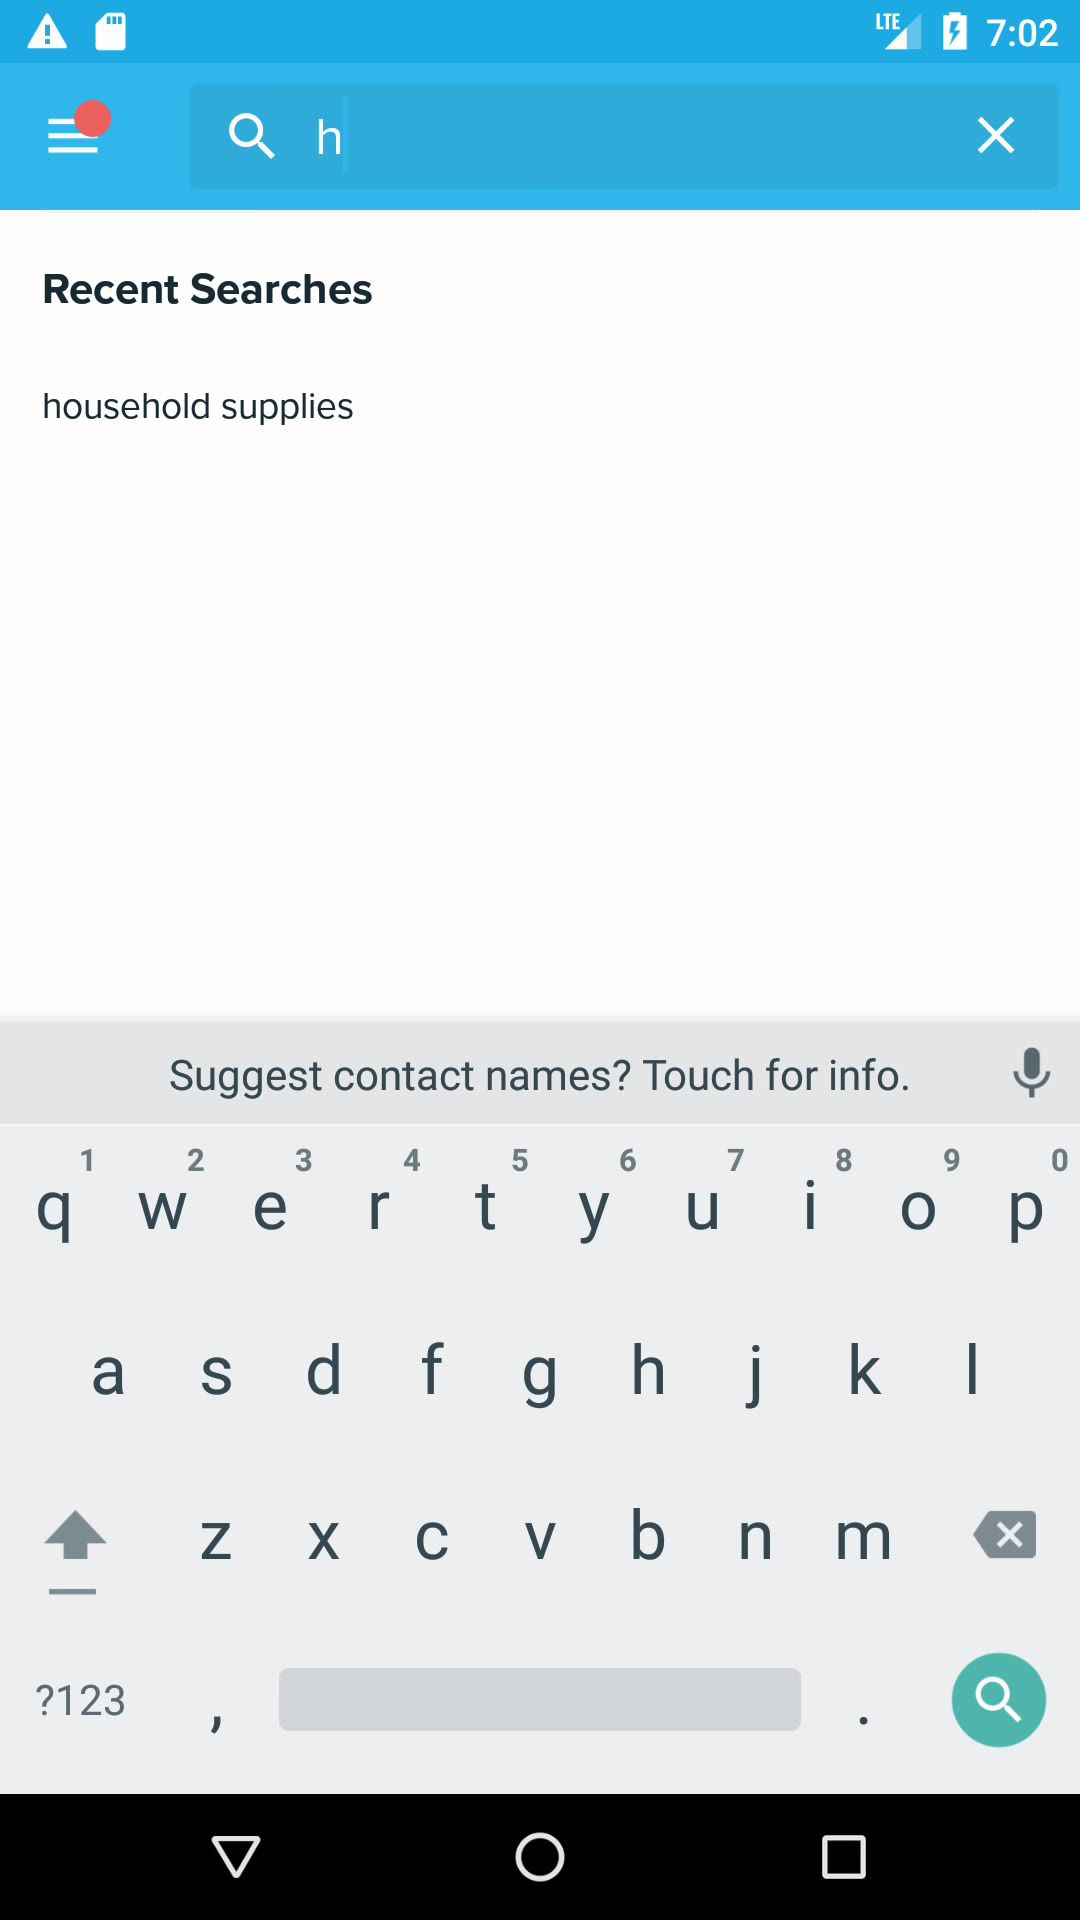 LTE 7:02
h
Recent Searches
household supplies
Suggest contact names? Touch for info.
1 2 3 4 5 6 7 8 9 0
q w e r t y u i o p
a s d f g h j k l
z x c v b n m
?123 , .